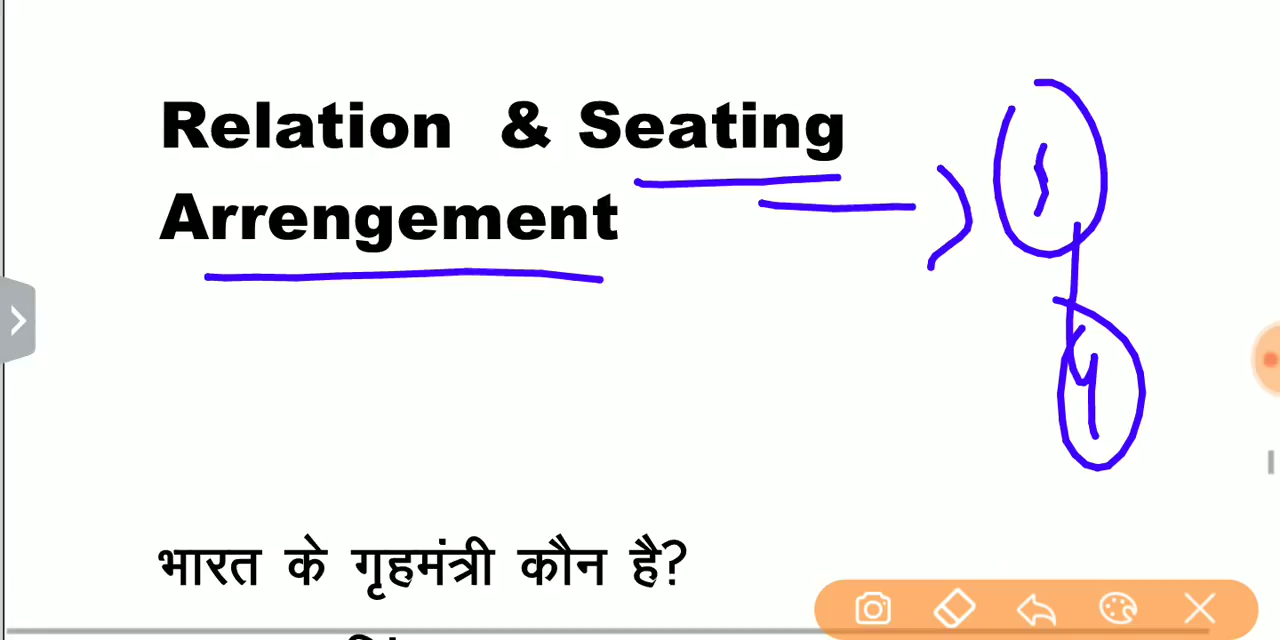 Relation & Seating
Arrengement
भारत के गृहमंत्री कौन है?